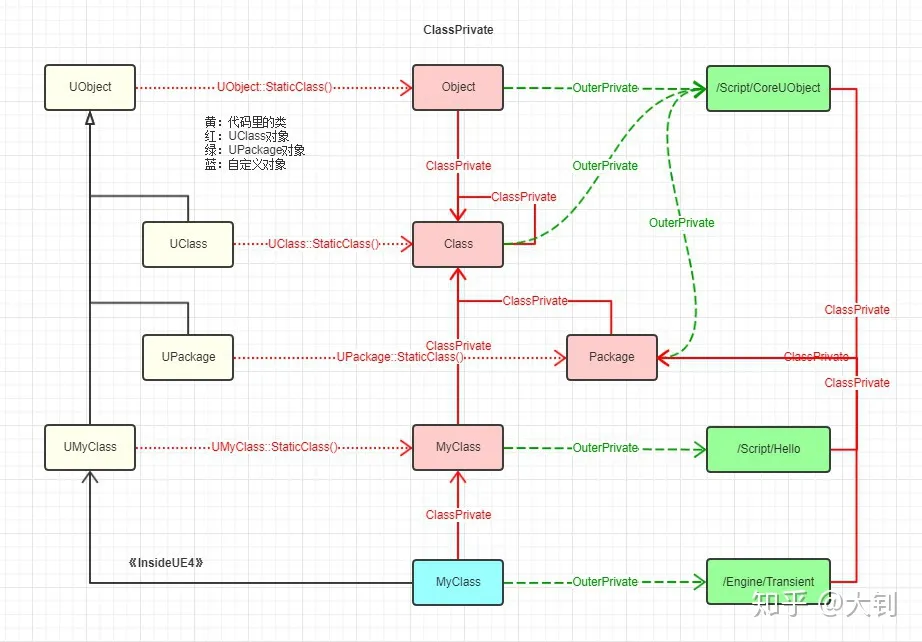 ClassPrivate
UObject
UObject::StaticClass()
Object
OuterPrivate
/Script/CoreUObject
黄：代码里的类
红：UClass对象
绿：UPackage对象
蓝：自定义对象
ClassPrivate
OuterPrivate
ClassPrivate
OuterPrivate
UClass
UClass::StaticClass()
Class
ClassPrivate
ClassPrivate
ClassPrivate
UPackage
UPackage::StaticClass()
Package
ClassPrivate
ClassPrivate
UMyClass
UMyClass::StaticClass()
MyClass
OuterPrivate
/Script/Hello
ClassPrivate
《InsideUE4》
MyClass
OuterPrivate
/Engine/Transient
知乎 @大钊